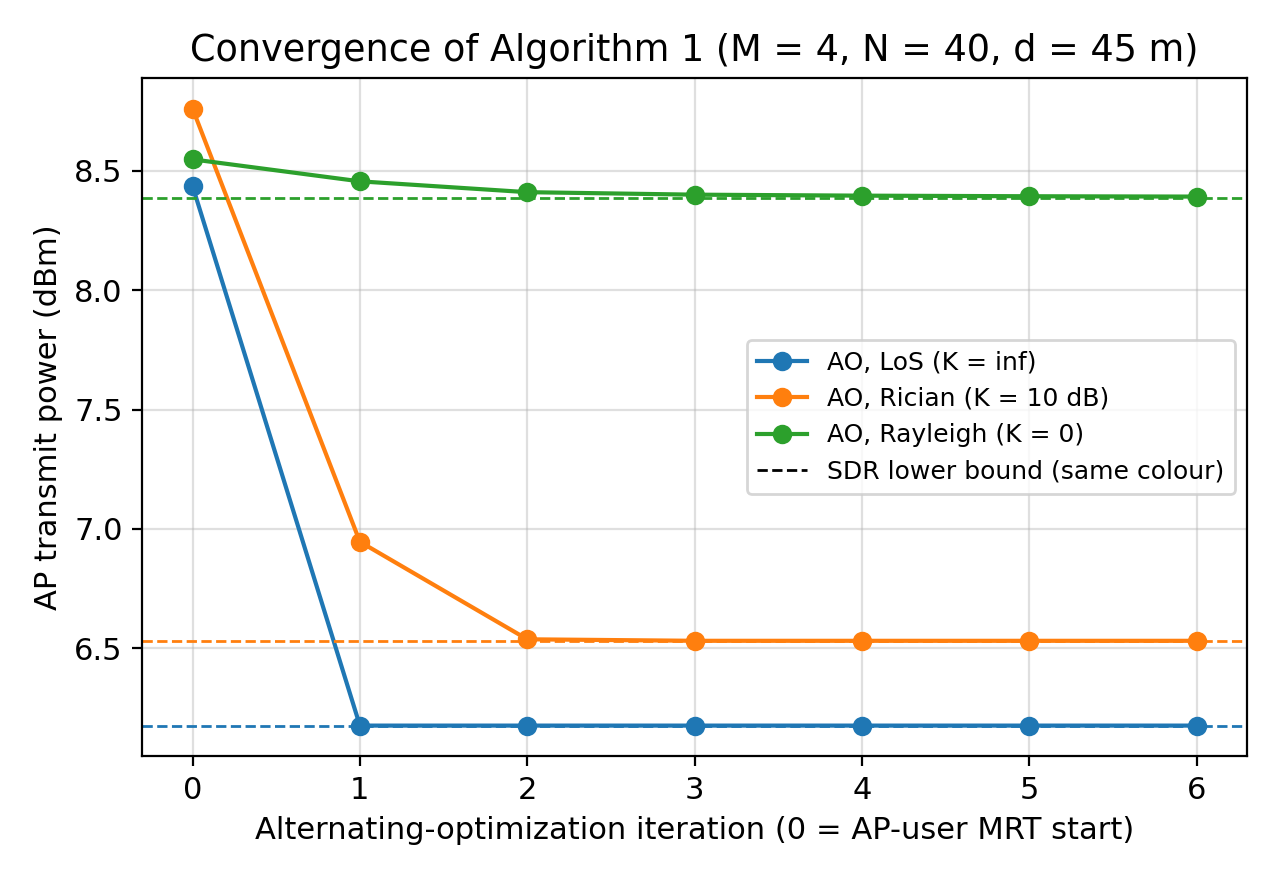 Convergence of Algorithm 1 (M = 4, N = 40, d = 45 m)
AP transmit power (dBm)
8.5
8.0
7.5
7.0
6.5
AO, LoS (K = inf)
AO, Rician (K = 10 dB)
AO, Rayleigh (K = 0)
SDR lower bound (same colour)
0 1 2 3 4 5 6
Alternating-optimization iteration (0 = AP-user MRT start)